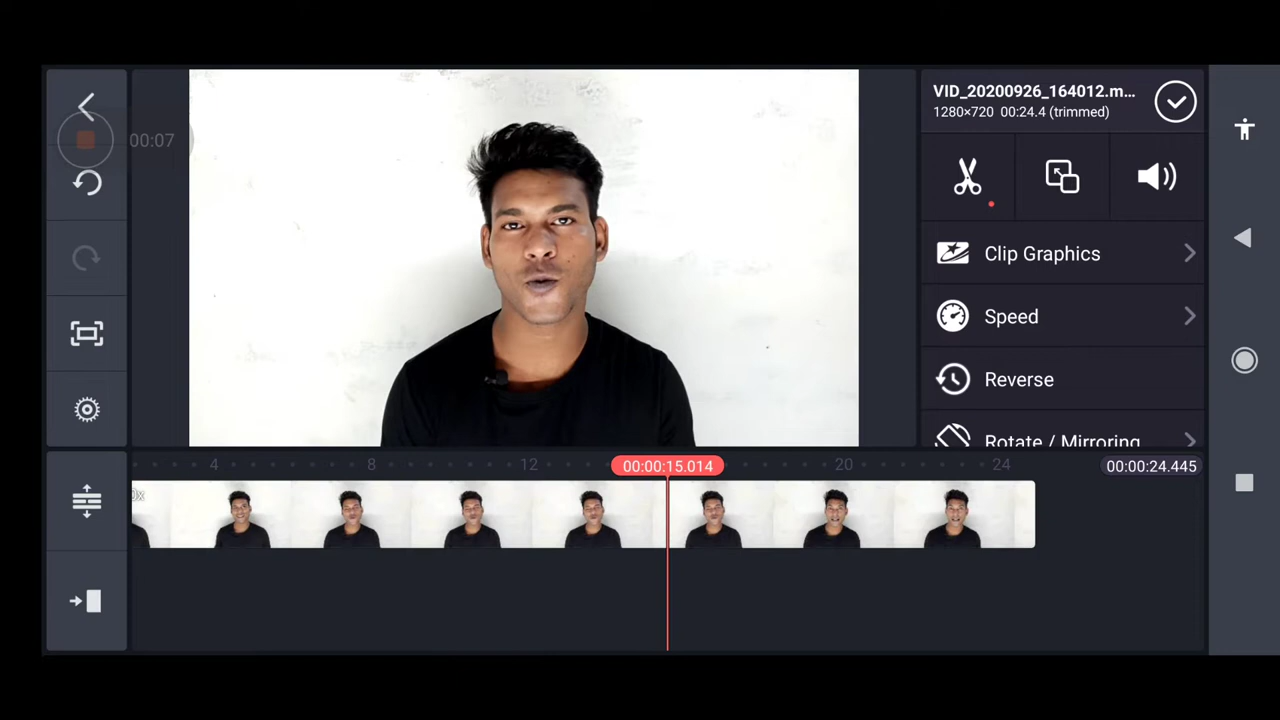 VID_20200926_164012.m...
1280×720 00:24.4 (trimmed)
00:07
Clip Graphics
Speed
Reverse
Rotate / Mirroring
4 8 12 00:00:15.014 20 24 00:00:24.445